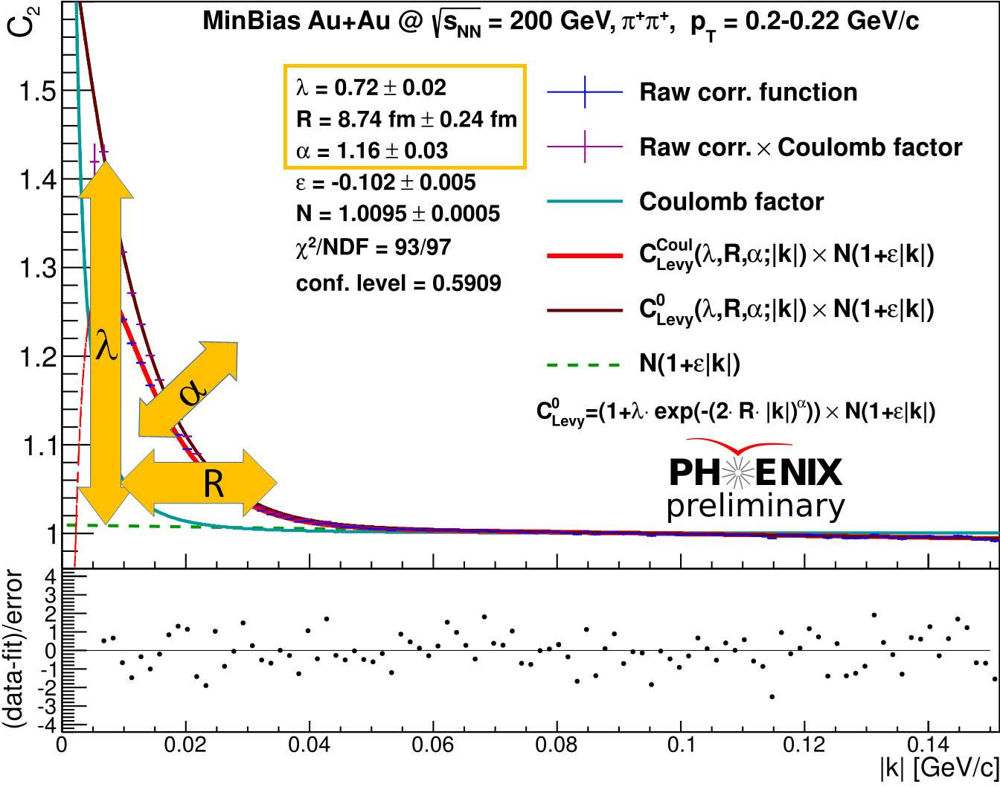 C₂
MinBias Au+Au @ √sNN = 200 GeV, π⁺π⁺, pT = 0.2-0.22 GeV/c
λ = 0.72 ± 0.02
R = 8.74 fm ± 0.24 fm
α = 1.16 ± 0.03
ε = -0.102 ± 0.005
N = 1.0095 ± 0.0005
χ²/NDF = 93/97
conf. level = 0.5909
Raw corr. function
Raw corr. × Coulomb factor
Coulomb factor
C^Coul_Levy(λ,R,α;|k|) × N(1+ε|k|)
C^0_Levy(λ,R,α;|k|) × N(1+ε|k|)
N(1+ε|k|)
C^0_Levy=(1+λ· exp(-(2· R· |k|)^α)) × N(1+ε|k|)
PHENIX
preliminary
λ
α
R
1.5
1.4
1.3
1.2
1.1
1
(data-fit)/error
4
3
2
1
0
-1
-2
-3
-4
0 0.02 0.04 0.06 0.08 0.1 0.12 0.14
|k| [GeV/c]